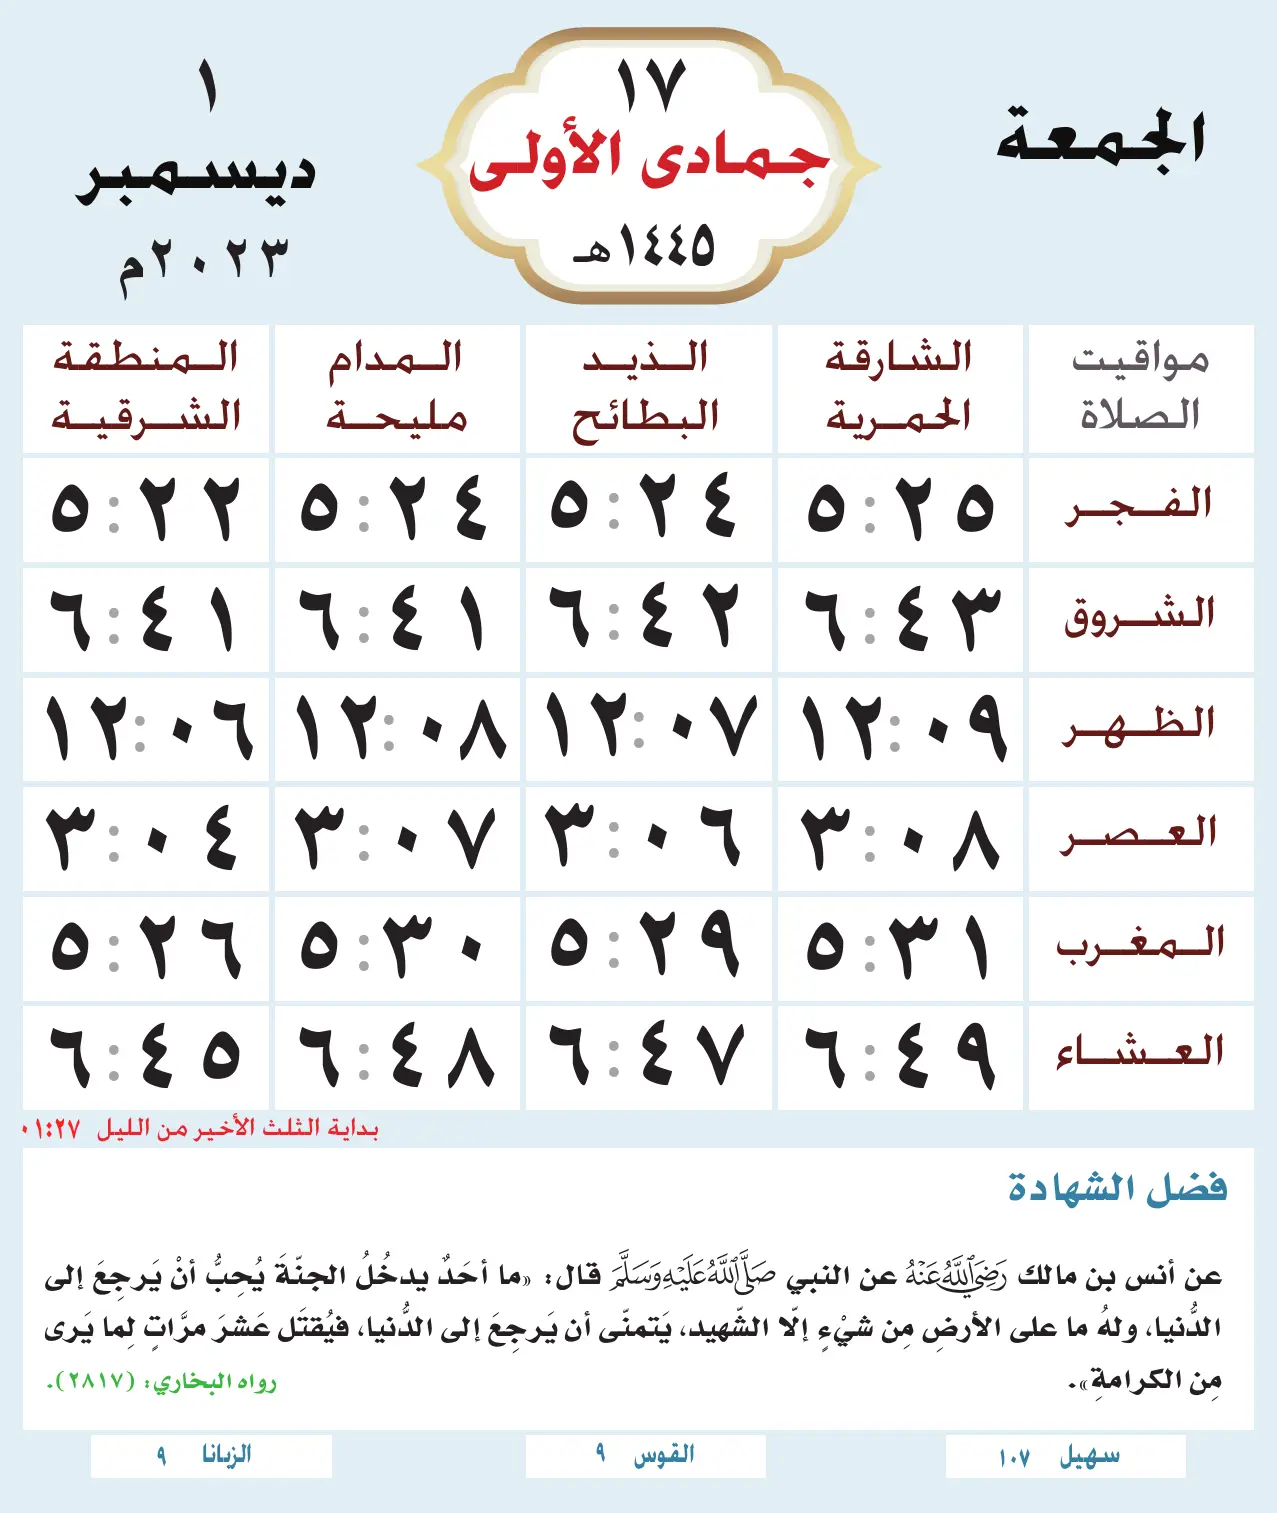 الجمعة
١٧
جمادى الأولى
١٤٤٥هـ
١
ديسمبر
٢٠٢٣م
مواقيت الصلاة
الشارقة الحمرية
الذيد البطائح
المدام مليحة
المنطقة الشرقية
الفجر ٥:٢٥ ٥:٢٤ ٥:٢٤ ٥:٢٢
الشروق ٦:٤٣ ٦:٤٢ ٦:٤١ ٦:٤١
الظهر ١٢:٠٩ ١٢:٠٧ ١٢:٠٨ ١٢:٠٦
العصر ٣:٠٨ ٣:٠٦ ٣:٠٧ ٣:٠٤
المغرب ٥:٣١ ٥:٢٩ ٥:٣٠ ٥:٢٦
العشاء ٦:٤٩ ٦:٤٧ ٦:٤٨ ٦:٤٥
بداية الثلث الأخير من الليل ٠١:٢٧
فضل الشهادة
عن أنس بن مالك رَضِيَ اللَّهُ عَنْهُ عن النبي صَلَّى اللَّهُ عَلَيْهِ وَسَلَّمَ قال: «ما أحَدٌ يدخُلُ الجنّةَ يُحِبُّ أنْ يَرجِعَ إلى
الدُّنيا، ولهُ ما على الأرضِ مِن شيْءٍ إلّا الشّهيد، يَتمنّى أن يَرجِعَ إلى الدُّنيا، فيُقتَل عَشرَ مرَّاتٍ لِما يَرى
مِن الكرامةِ». رواه البخاري: (٢٨١٧).
سهيل ١٠٧
القوس ٩
الزبانا ٩